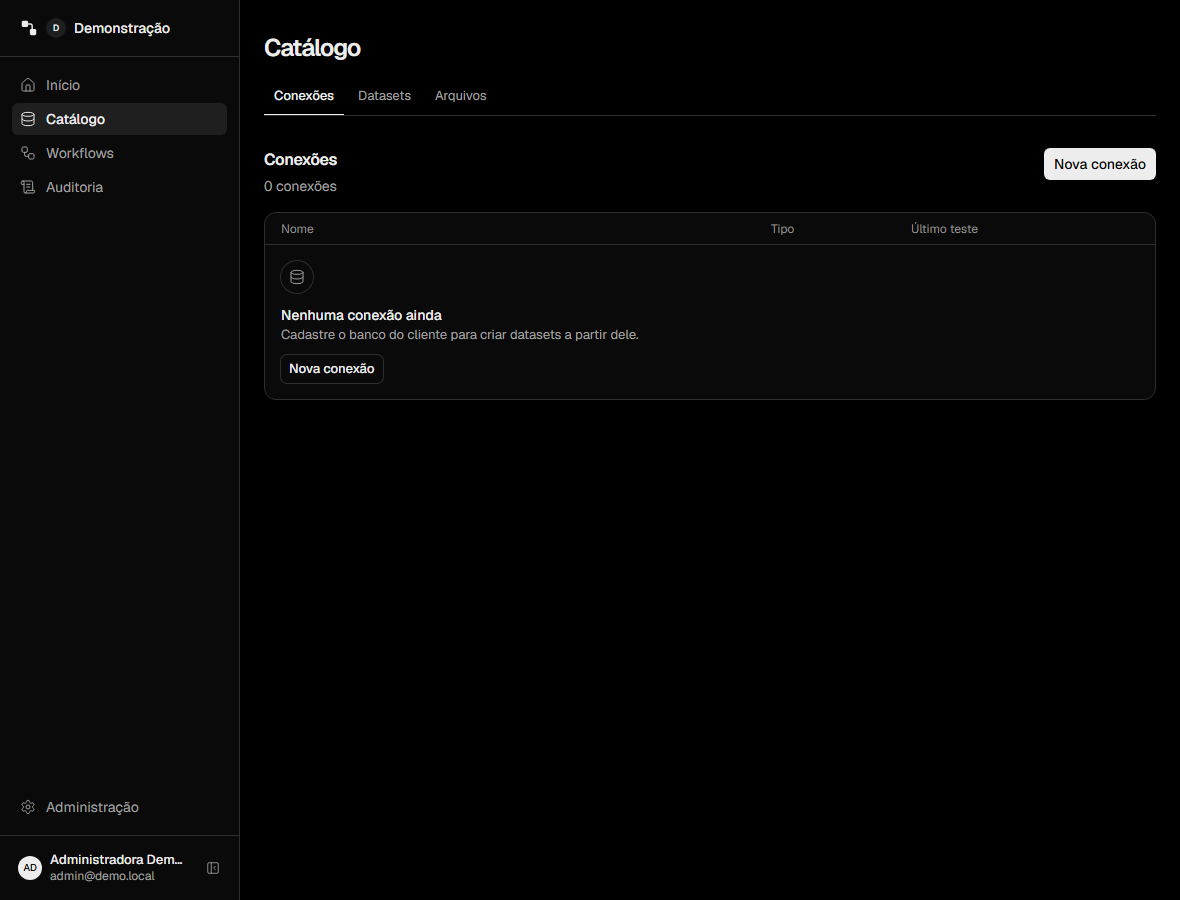 D Demonstração
Início
Catálogo
Workflows
Auditoria
Administração
AD Administradora Dem...
admin@demo.local
Catálogo
Conexões Datasets Arquivos
Conexões
0 conexões
Nova conexão
Nome Tipo Último teste
Nenhuma conexão ainda
Cadastre o banco do cliente para criar datasets a partir dele.
Nova conexão